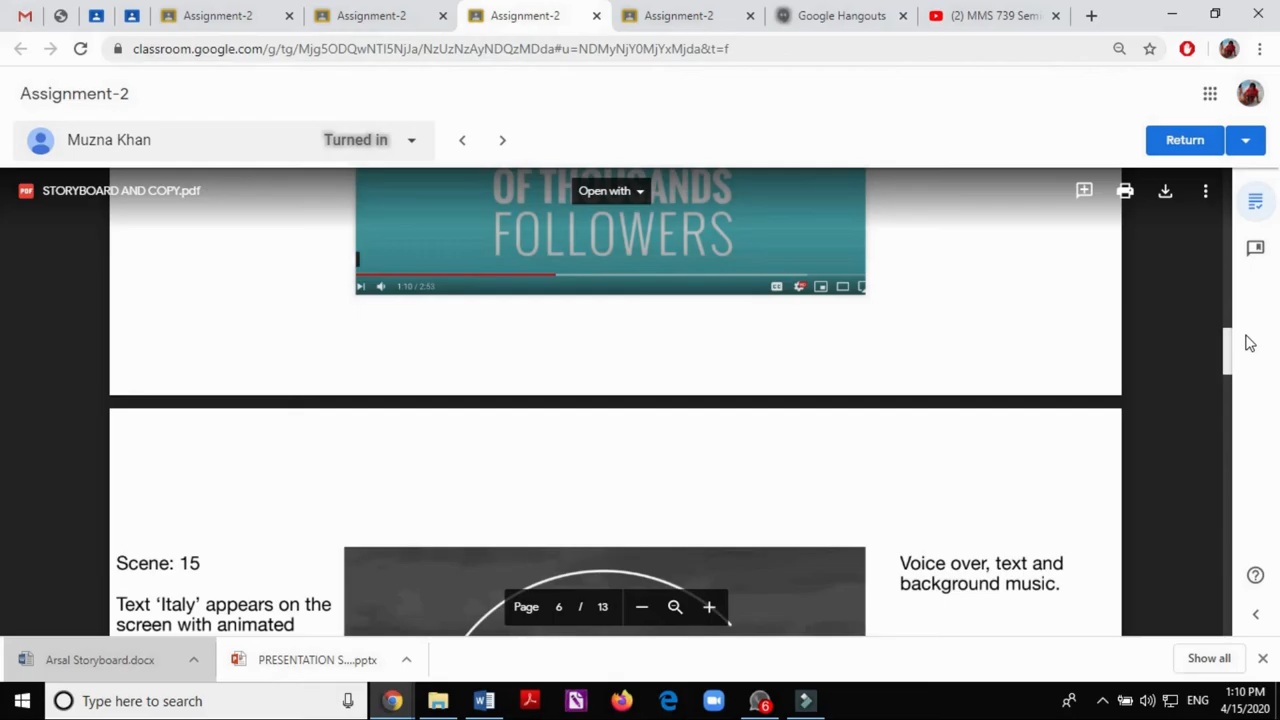 Assignment-2
Assignment-2
Assignment-2
Assignment-2
Google Hangouts
(2) MMS 739 Semi
classroom.google.com/g/tg/Mjg5ODQwNTI5NjJa/NzUzNzAyNDQzMDda#u=NDMyNjY0MjYxMjda&t=f
Assignment-2
Muzna Khan
Turned in
Return
PDF
STORYBOARD AND COPY.pdf
Open with
OF THOUSANDS
FOLLOWERS
1:10 / 2:53
Scene: 15
Voice over, text and
background music.
Text ‘Italy’ appears on the
screen with animated
Page 6 / 13
Arsal Storyboard.docx
PRESENTATION S....pptx
Show all
Type here to search
6
ENG
1:10 PM
4/15/2020